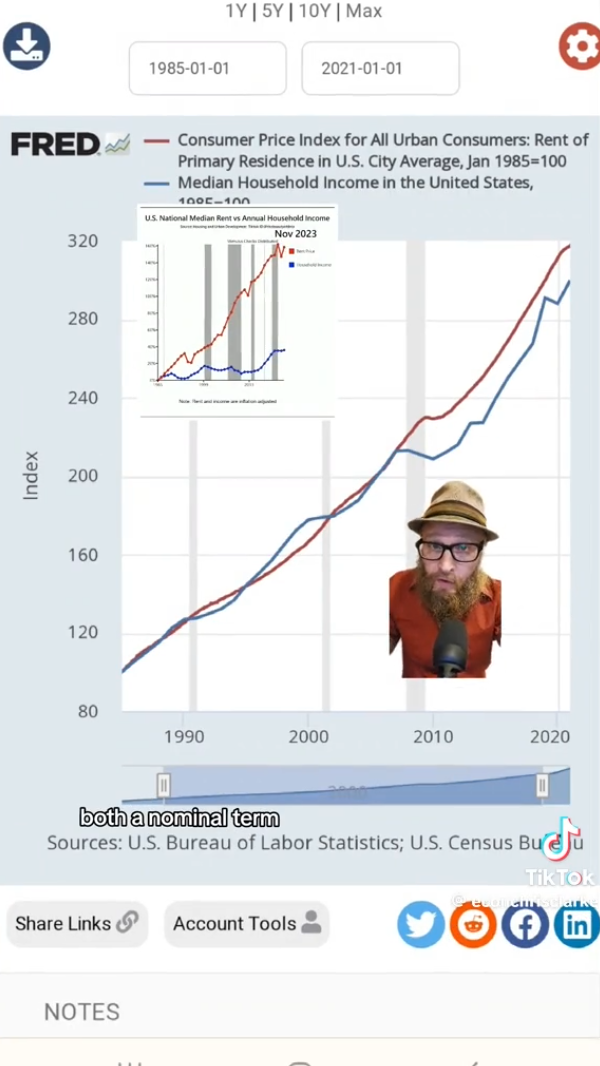 1Y | 5Y | 10Y | Max
1985-01-01
2021-01-01
FRED
Consumer Price Index for All Urban Consumers: Rent of
Primary Residence in U.S. City Average, Jan 1985=100
Median Household Income in the United States,
1985=100
U.S. National Median Rent vs Annual Household Income
Nov 2023
Rent Price
Household Income
Note: Rent and income are inflation adjusted
320
280
240
200
160
120
80
Index
1990
2000
2010
2020
both a nominal term
Sources: U.S. Bureau of Labor Statistics; U.S. Census Bureau
TikTok
@econchrisclarke
Share Links
Account Tools
NOTES